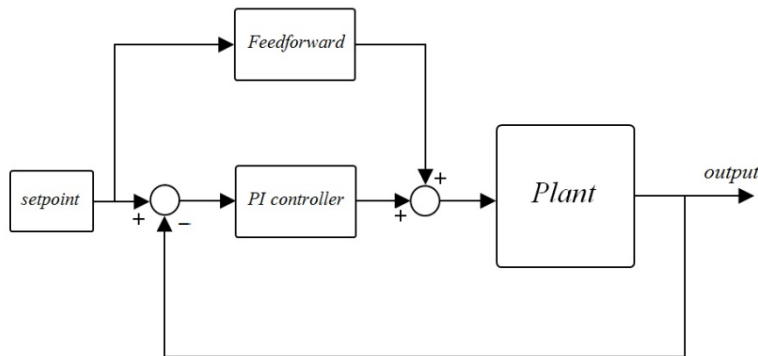 Feedforward
setpoint
+
−
PI controller
+
+
Plant
output